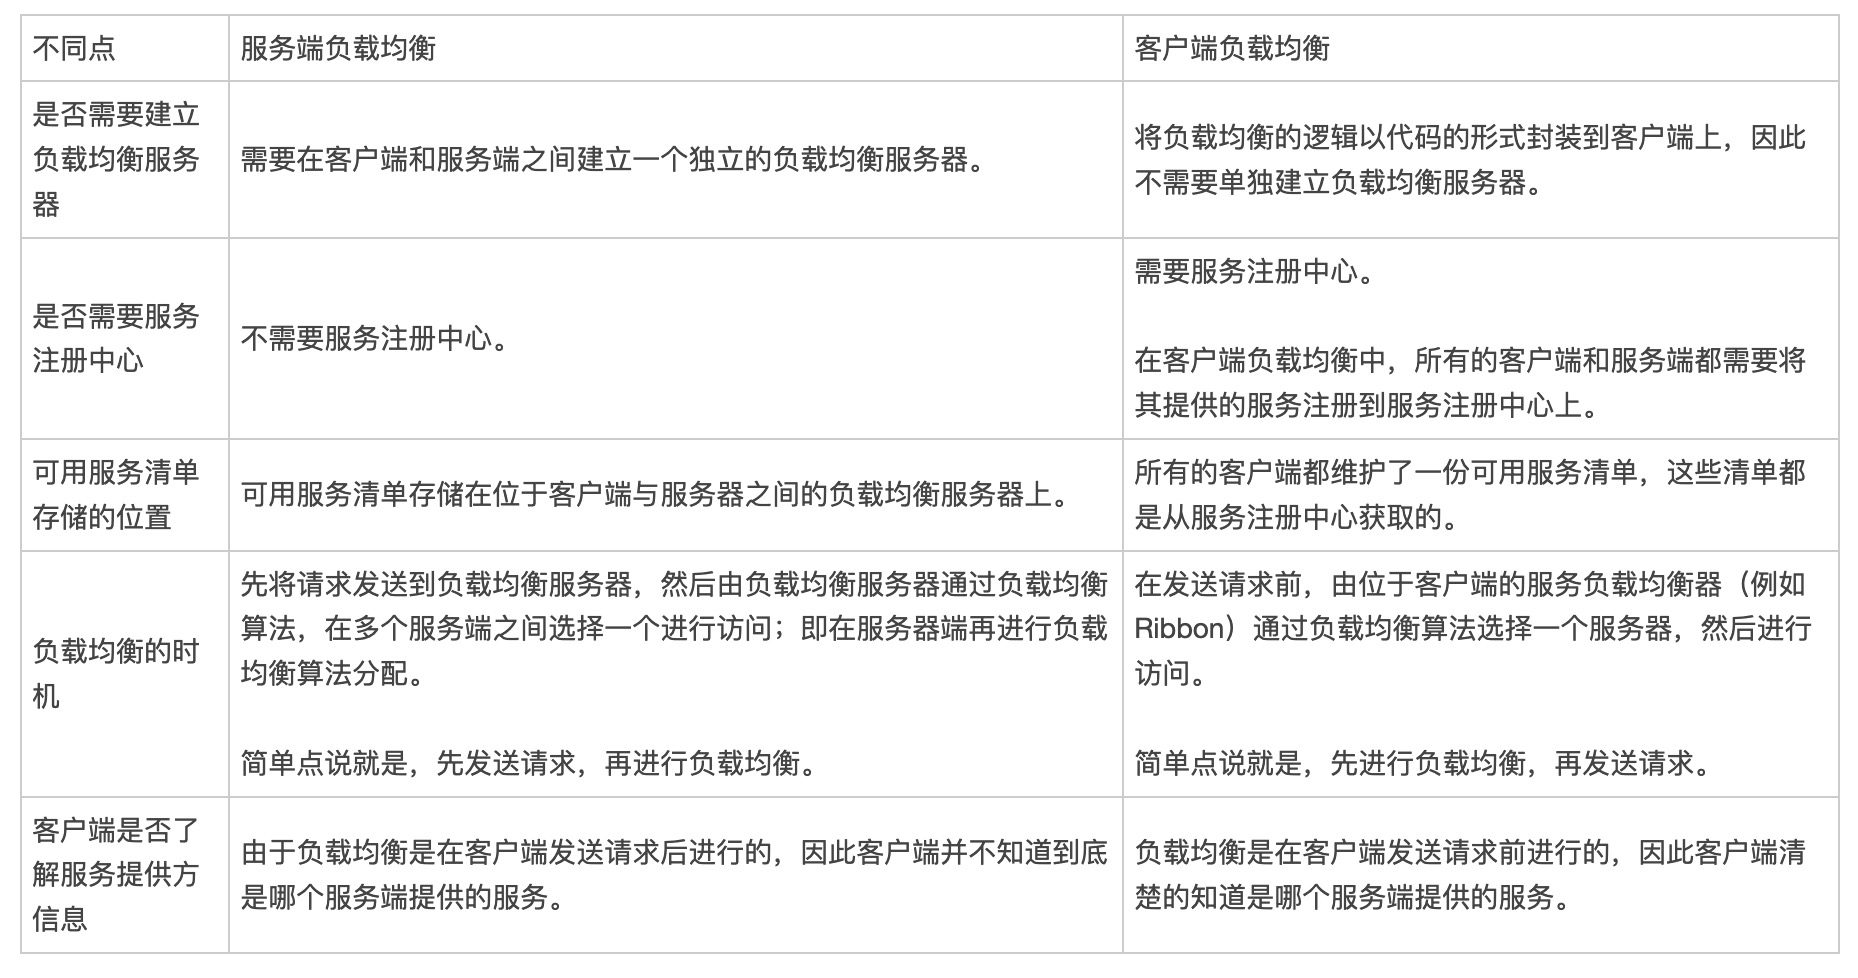 不同点
服务端负载均衡
客户端负载均衡
是否需要建立
负载均衡服务
器
需要在客户端和服务端之间建立一个独立的负载均衡服务器。
将负载均衡的逻辑以代码的形式封装到客户端上，因此
不需要单独建立负载均衡服务器。
是否需要服务
注册中心
不需要服务注册中心。
需要服务注册中心。
在客户端负载均衡中，所有的客户端和服务端都需要将
其提供的服务注册到服务注册中心上。
可用服务清单
存储的位置
可用服务清单存储在位于客户端与服务器之间的负载均衡服务器上。
所有的客户端都维护了一份可用服务清单，这些清单都
是从服务注册中心获取的。
负载均衡的时
机
先将请求发送到负载均衡服务器，然后由负载均衡服务器通过负载均衡
算法，在多个服务端之间选择一个进行访问；即在服务器端再进行负载
均衡算法分配。
简单点说就是，先发送请求，再进行负载均衡。
在发送请求前，由位于客户端的服务负载均衡器（例如
Ribbon）通过负载均衡算法选择一个服务器，然后进行
访问。
简单点说就是，先进行负载均衡，再发送请求。
客户端是否了
解服务提供方
信息
由于负载均衡是在客户端发送请求后进行的，因此客户端并不知道到底
是哪个服务端提供的服务。
负载均衡是在客户端发送请求前进行的，因此客户端清
楚的知道是哪个服务端提供的服务。